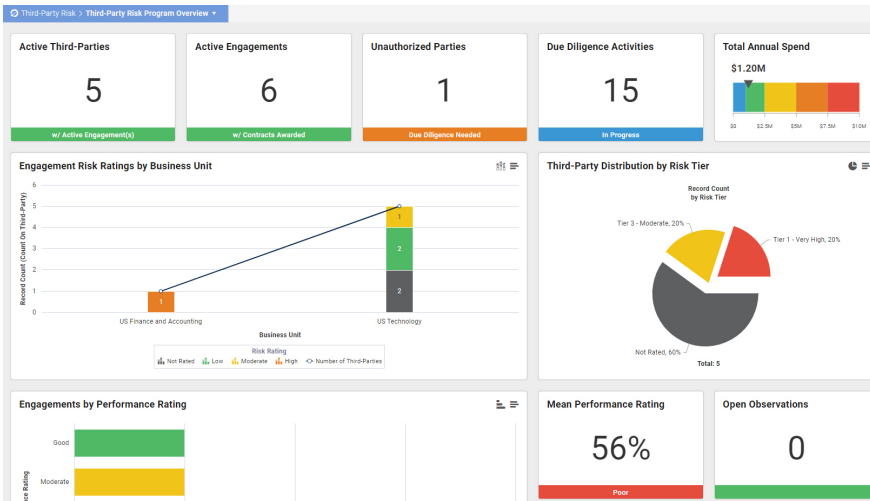 Third-Party Risk > Third-Party Risk Program Overview
Active Third-Parties
5
w/ Active Engagement(s)
Active Engagements
6
w/ Contracts Awarded
Unauthorized Parties
1
Due Diligence Needed
Due Diligence Activities
15
In Progress
Total Annual Spend
$1.20M
$0 $2.5M $5M $7.5M $10M
Engagement Risk Ratings by Business Unit
Record Count (Count On Third-Party)
6
5
4
3
2
1
0
1
1
2
2
US Finance and Accounting
US Technology
Business Unit
Risk Rating
Not Rated Low Moderate High Number of Third-Parties
Third-Party Distribution by Risk Tier
Record Count
by Risk Tier
Tier 3 - Moderate, 20%
Tier 1 - Very High, 20%
Not Rated, 60%
Total: 5
Engagements by Performance Rating
Good
Moderate
Rating
Mean Performance Rating
56%
Poor
Open Observations
0